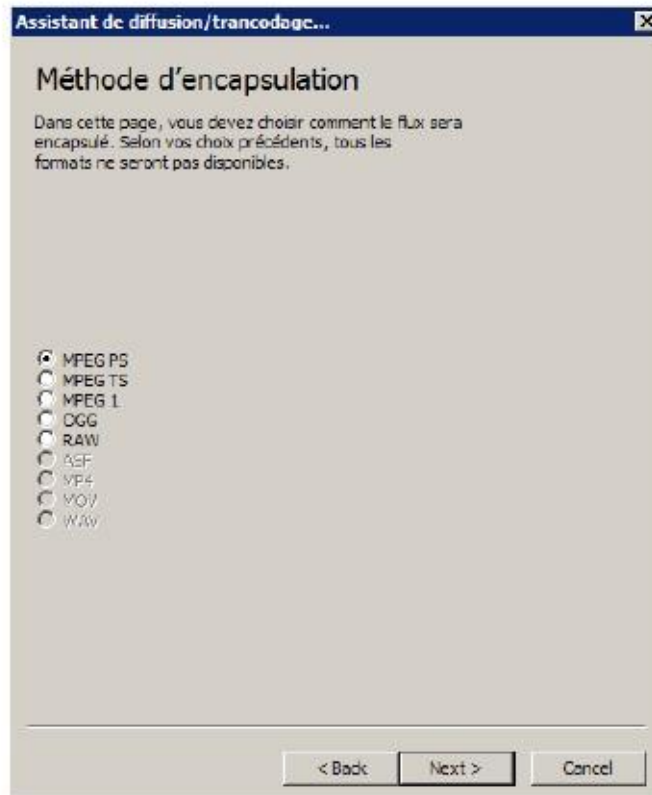 Assistant de diffusion/trancodage...
Méthode d'encapsulation
Dans cette page, vous devez choisir comment le flux sera
encapsulé. Selon vos choix précédents, tous les
formats ne seront pas disponibles.
MPEG PS
MPEG TS
MPEG 1
OGG
RAW
ASF
MP4
MOV
WAV
< Back
Next >
Cancel